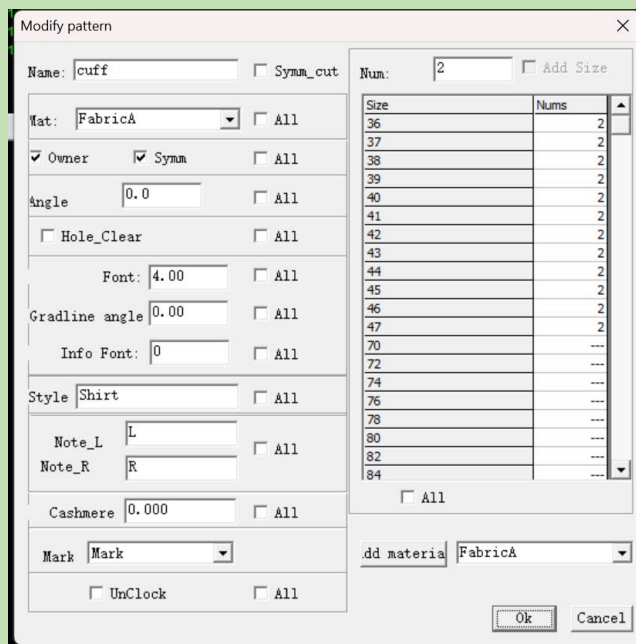 Modify pattern
Name: cuff
Symm_cut
Mat: FabricA
All
Owner
Symm
All
Angle 0.0
All
Hole_Clear
All
Font: 4.00
All
Gradline angle 0.00
All
Info Font: 0
All
Style Shirt
All
Note_L L
Note_R R
All
Cashmere 0.000
All
Mark Mark
UnClock
All
Num: 2
Add Size
Size Nums
36 2
37 2
38 2
39 2
40 2
41 2
42 2
43 2
44 2
45 2
46 2
47 2
70 ---
72 ---
74 ---
76 ---
78 ---
80 ---
82 ---
84 ---
All
dd materia FabricA
Ok Cancel